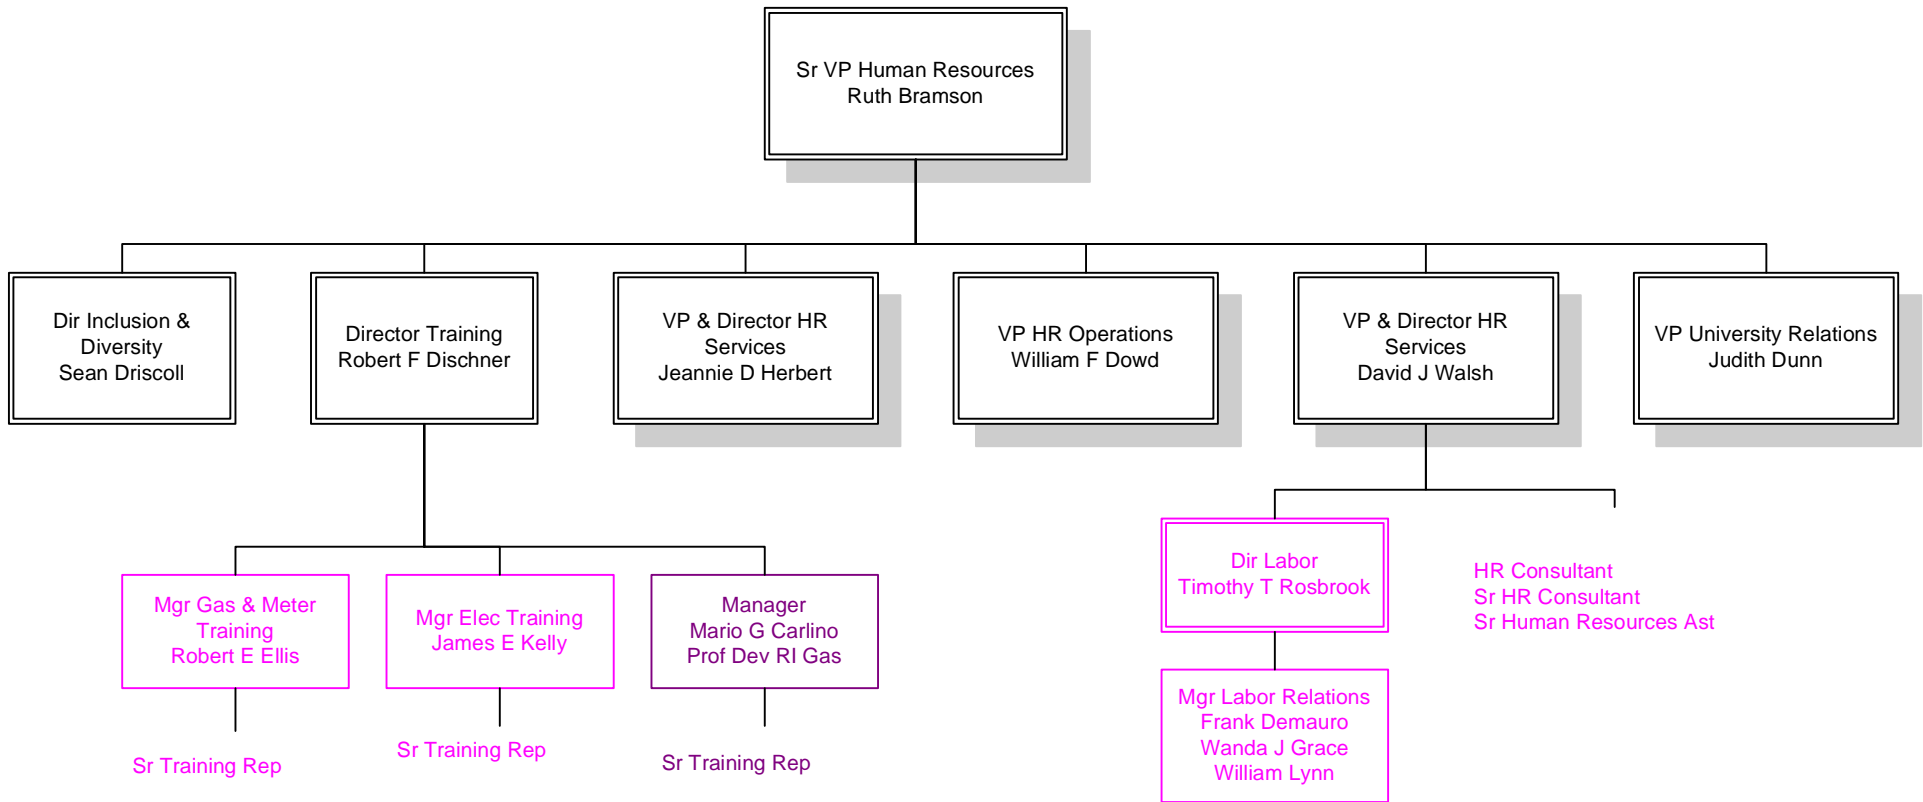 Sr VP Human Resources
Ruth Bramson
Dir Inclusion &
Diversity
Sean Driscoll
Director Training
Robert F Dischner
VP & Director HR
Services
Jeannie D Herbert
VP HR Operations
William F Dowd
VP & Director HR
Services
David J Walsh
VP University Relations
Judith Dunn
Mgr Gas & Meter
Training
Robert E Ellis
Mgr Elec Training
James E Kelly
Manager
Mario G Carlino
Prof Dev RI Gas
Dir Labor
Timothy T Rosbrook
HR Consultant
Sr HR Consultant
Sr Human Resources Ast
Sr Training Rep
Sr Training Rep
Sr Training Rep
Mgr Labor Relations
Frank Demauro
Wanda J Grace
William Lynn